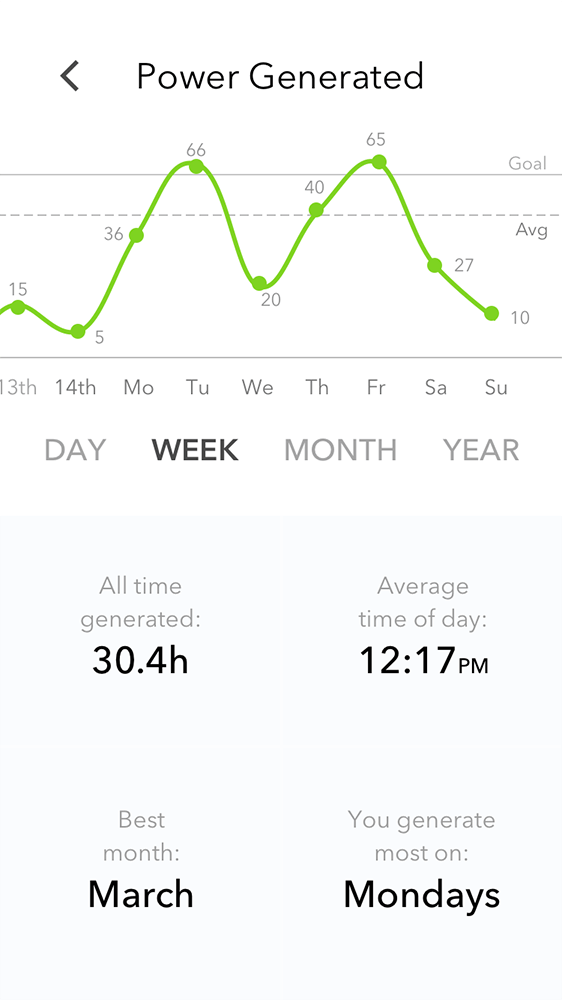 Power Generated
65
66
Goal
40
Avg
36
27
15
20
10
5
13th 14th Mo Tu We Th Fr Sa Su
DAY WEEK MONTH YEAR
All time
generated:
30.4h
Average
time of day:
12:17PM
Best
month:
March
You generate
most on:
Mondays